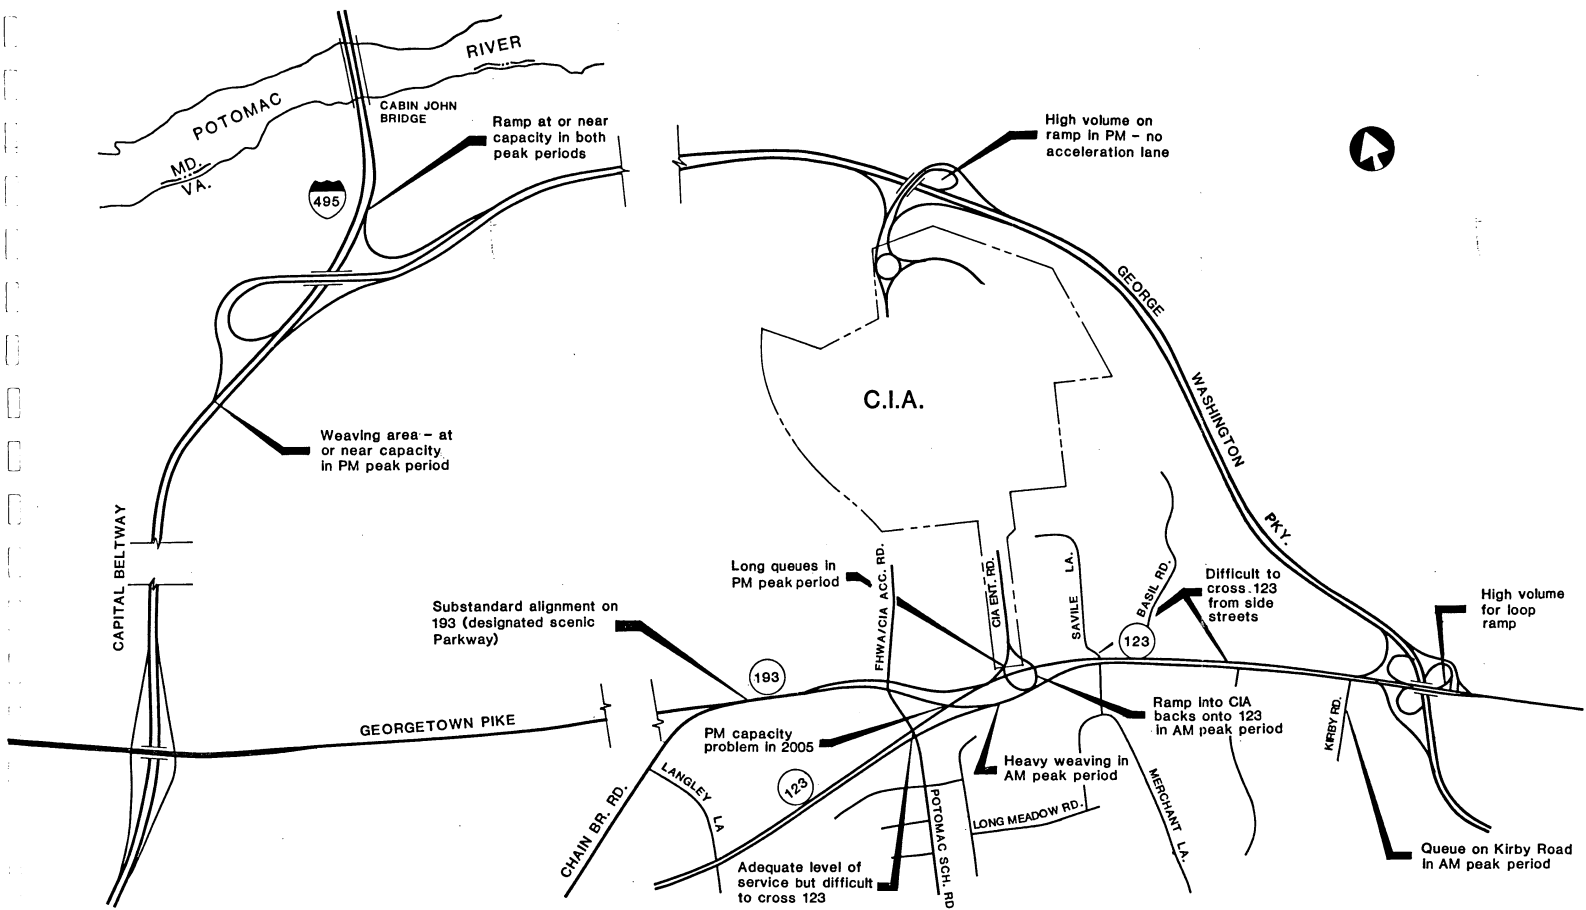 RIVER
POTOMAC
CABIN JOHN
BRIDGE
MD.
VA.
495
Ramp at or near
capacity in both
peak periods
High volume on
ramp in PM – no
acceleration lane
GEORGE
WASHINGTON
PKY.
C.I.A.
Weaving area – at
or near capacity
in PM peak period
CAPITAL BELTWAY
Long queues in
PM peak period
FHWA/CIA ACC. RD.
CIA ENT. RD.
SAVILE LA.
BASIL RD.
Difficult to
cross 123
from side
streets
High volume
for loop
ramp
Substandard alignment on
193 (designated scenic
Parkway)
123
193
GEORGETOWN PIKE
PM capacity
problem in 2005
Ramp into CIA
backs onto 123
in AM peak period
KIRBY RD.
Heavy weaving in
AM peak period
123
LANGLEY LA
CHAIN BR. RD.
POTOMAC SCH. RD
LONG MEADOW RD.
MERCHANT LA.
Adequate level of
service but difficult
to cross 123
Queue on Kirby Road
in AM peak period